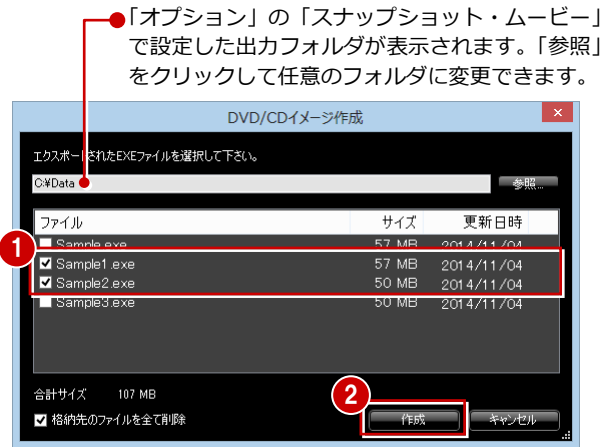 「オプション」の「スナップショット・ムービー」
で設定した出力フォルダが表示されます。「参照」
をクリックして任意のフォルダに変更できます。
DVD/CDイメージ作成
×
エクスポートされたEXEファイルを選択して下さい。
C:¥Data
参照...
ファイル サイズ 更新日時
Sample.exe 57 MB 2014/11/04
1
Sample1.exe 57 MB 2014/11/04
Sample2.exe 50 MB 2014/11/04
Sample3.exe 50 MB 2014/11/04
合計サイズ 107 MB
2
格納先のファイルを全て削除
作成 キャンセル